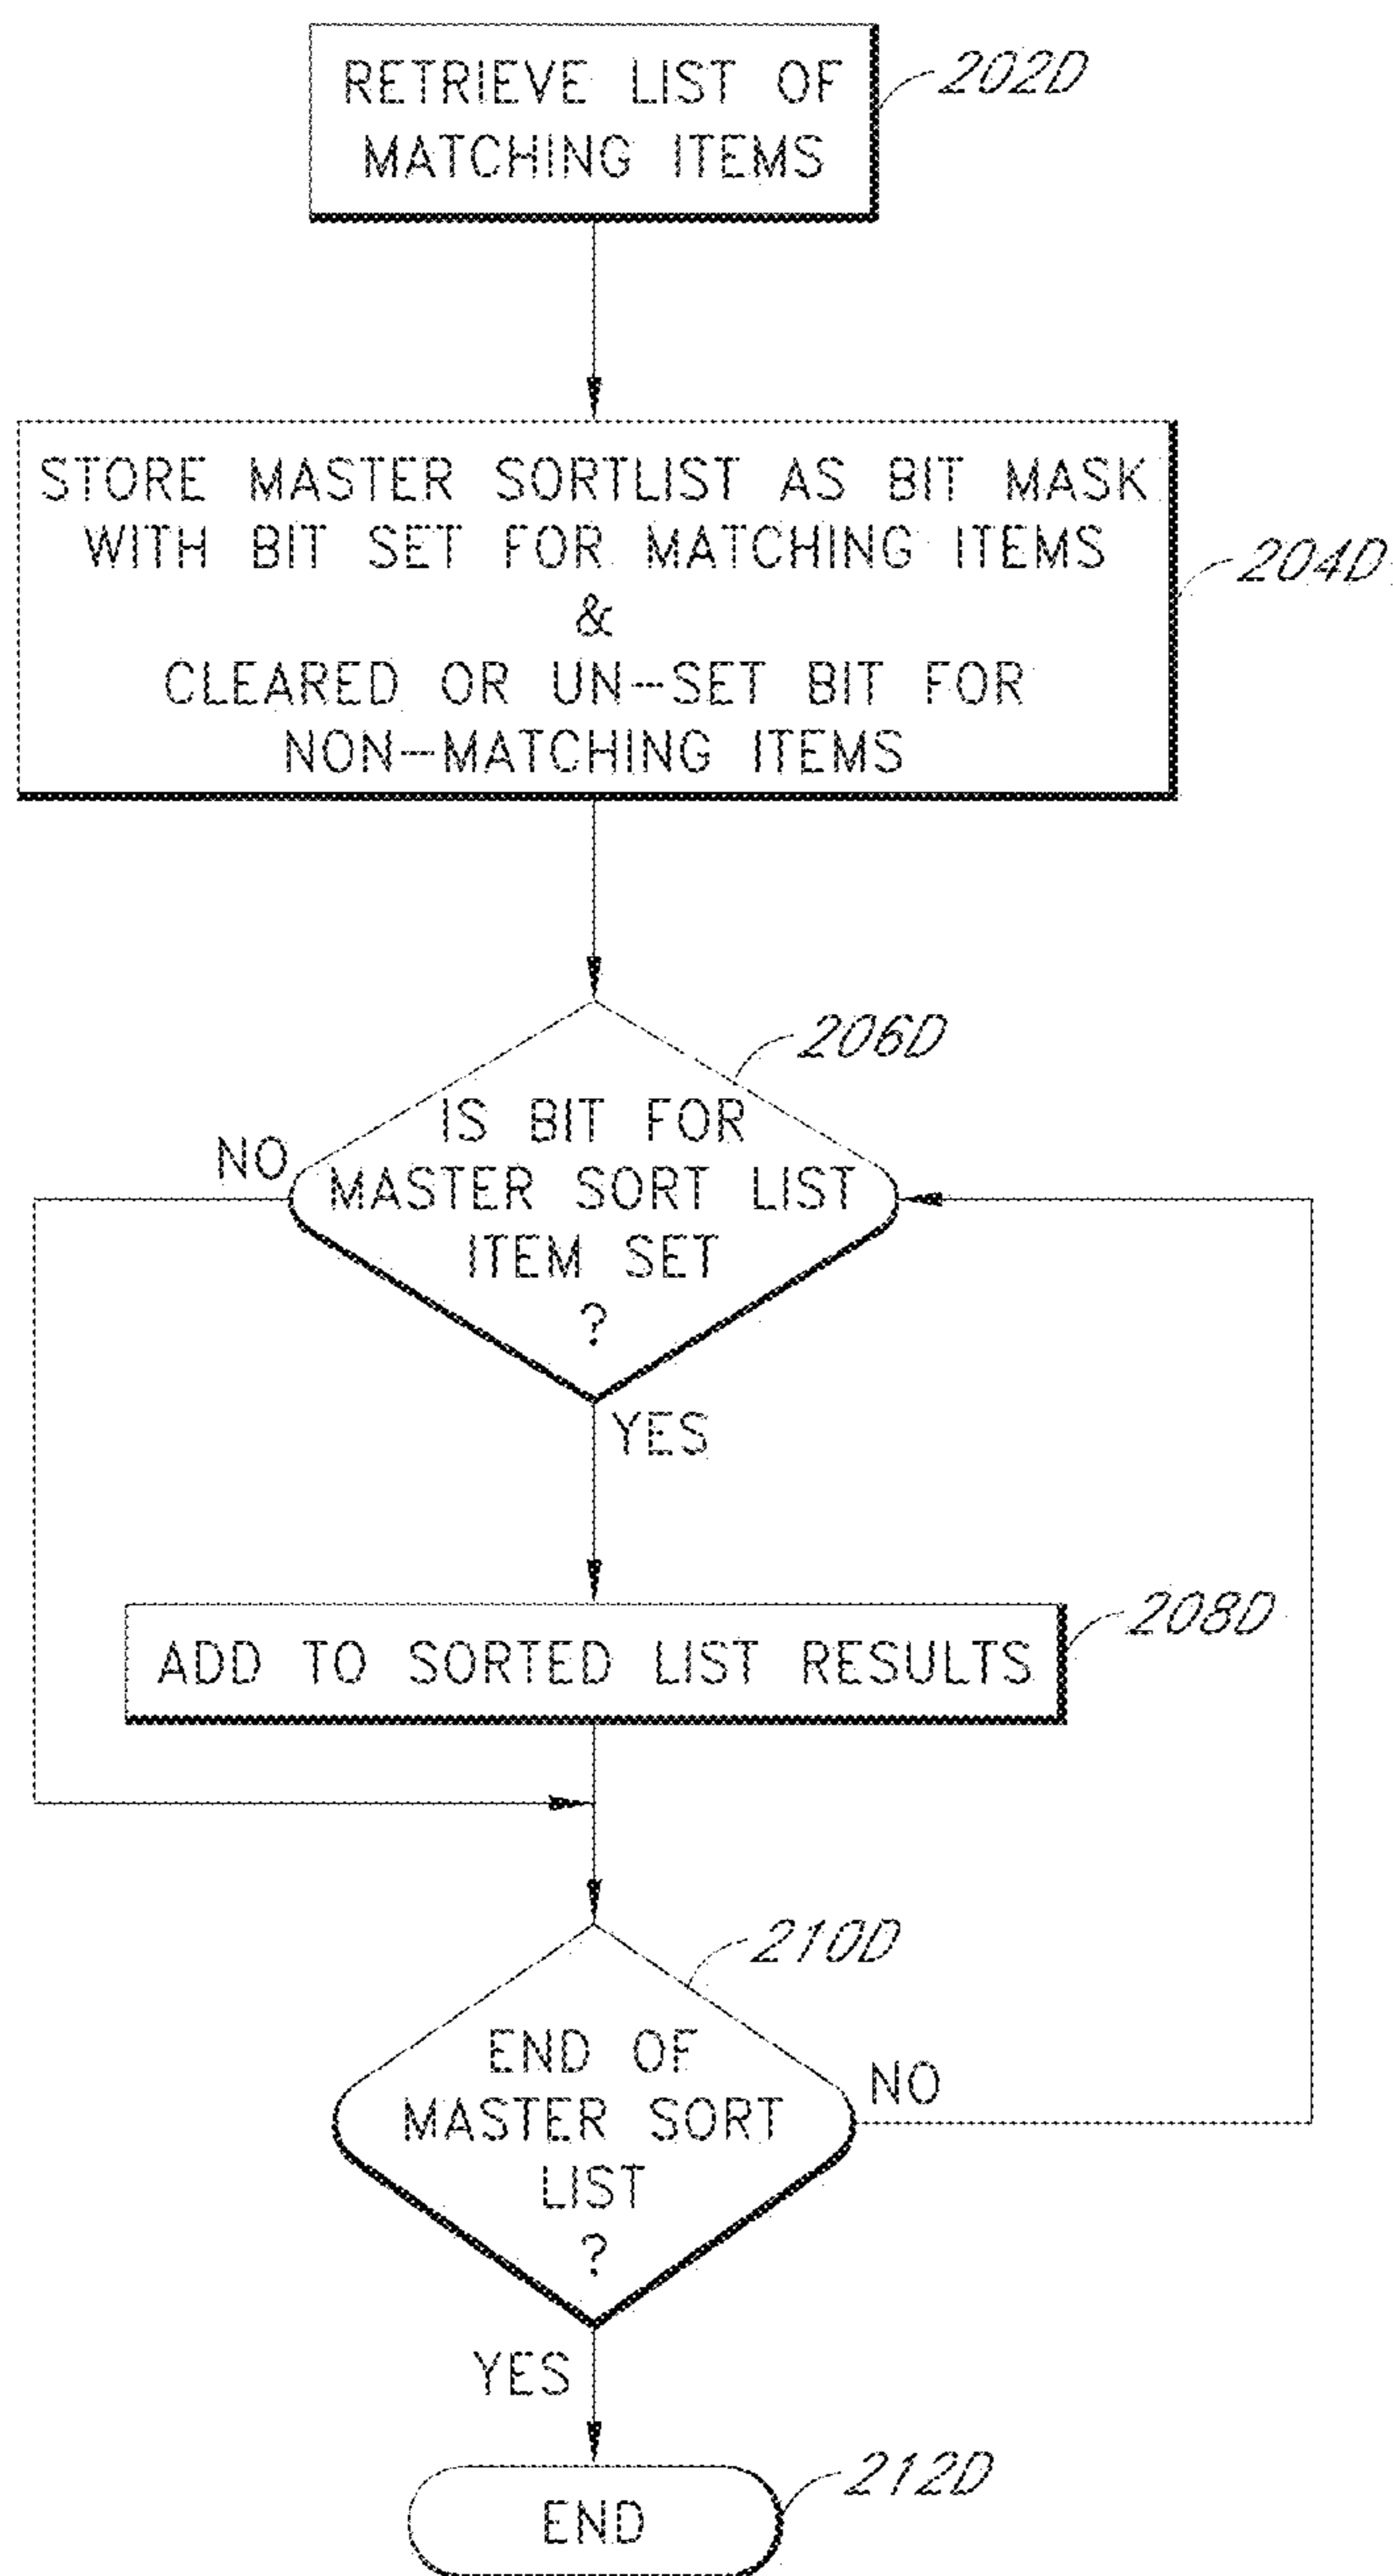 RETRIEVE LIST OF
MATCHING ITEMS
202D
STORE MASTER SORTLIST AS BIT MASK
WITH BIT SET FOR MATCHING ITEMS
&
CLEARED OR UN-SET BIT FOR
NON-MATCHING ITEMS
204D
206D
IS BIT FOR
MASTER SORT LIST
ITEM SET
?
NO
YES
ADD TO SORTED LIST RESULTS
208D
210D
END OF
MASTER SORT
LIST
?
NO
YES
END
212D